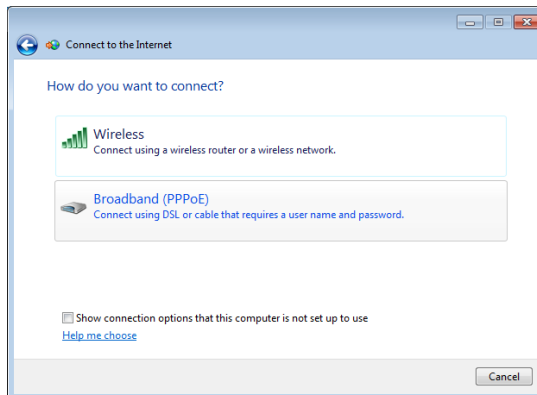 Connect to the Internet
How do you want to connect?
Wireless
Connect using a wireless router or a wireless network.
Broadband (PPPoE)
Connect using DSL or cable that requires a user name and password.
Show connection options that this computer is not set up to use
Help me choose
Cancel